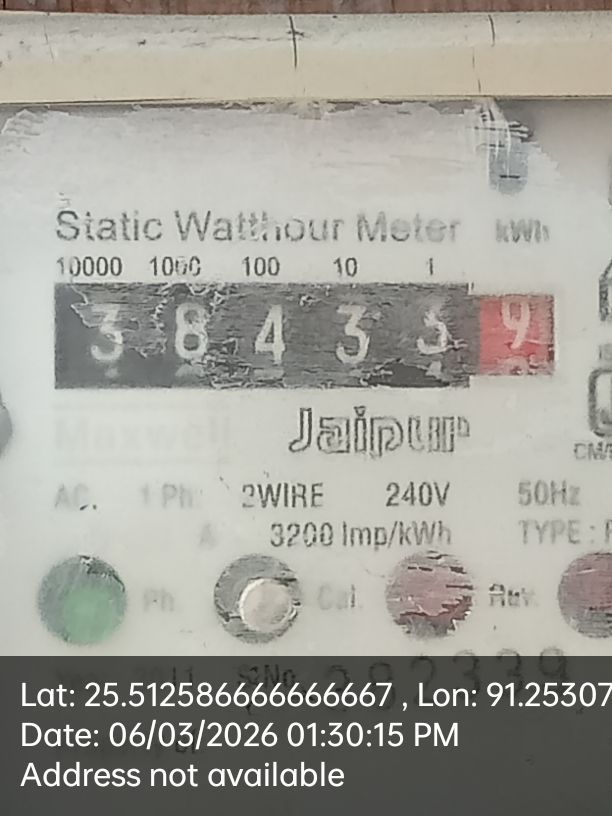 Static Watthour Meter kWh
10000 1000 100 10 1
3 8 4 3 3 9
Jaipur
AC. 1 Ph. 2WIRE 240V 50Hz
3200 Imp/kWh TYPE :
Ph. Cal. Rev.
Lat: 25.512586666666667 , Lon: 91.25307
Date: 06/03/2026 01:30:15 PM
Address not available